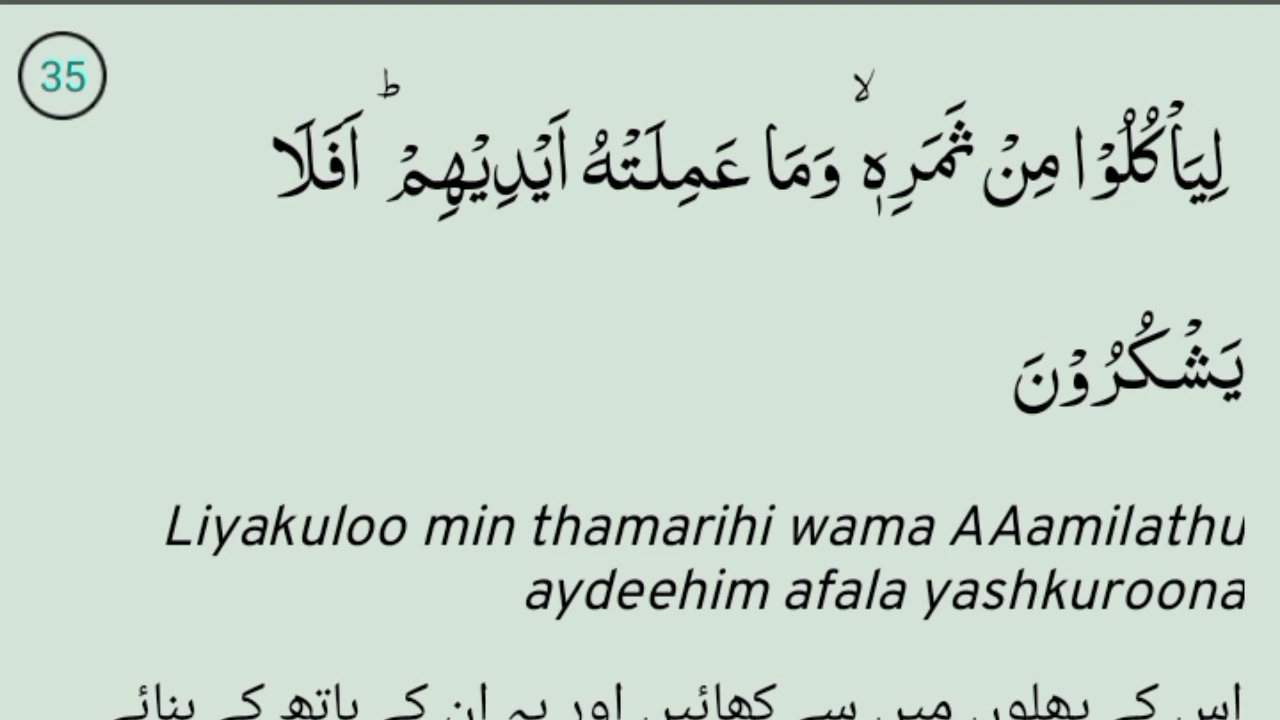 35
لِيَاْكُلُوْا مِنْ ثَمَرِهٖ ۙ وَمَا عَمِلَتْهُ اَيْدِيْهِمْ ؕ اَفَلَا
يَشْكُرُوْنَ
Liyakuloo min thamarihi wama AAamilathu
aydeehim afala yashkuroona
اس کے پھلوں میں سے کھائیں اور یہ ان کے ہاتھ کے بنائے